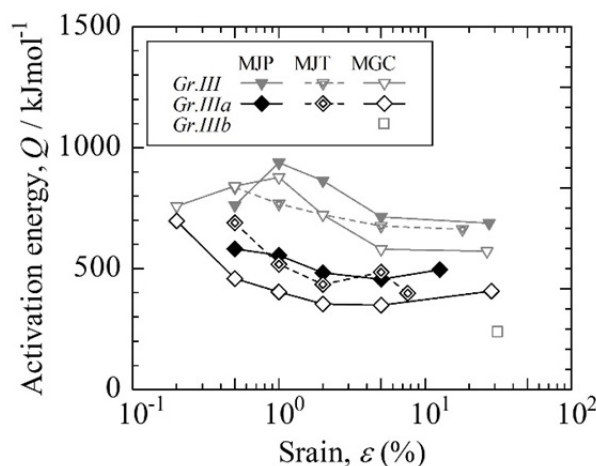 1500
MJP MJT MGC
Gr.III
Gr.IIIa
Gr.IIIb
1000
500
0
Activation energy, Q / kJmol⁻¹
10⁻¹ 10⁰ 10¹ 10²
Srain, ε (%)